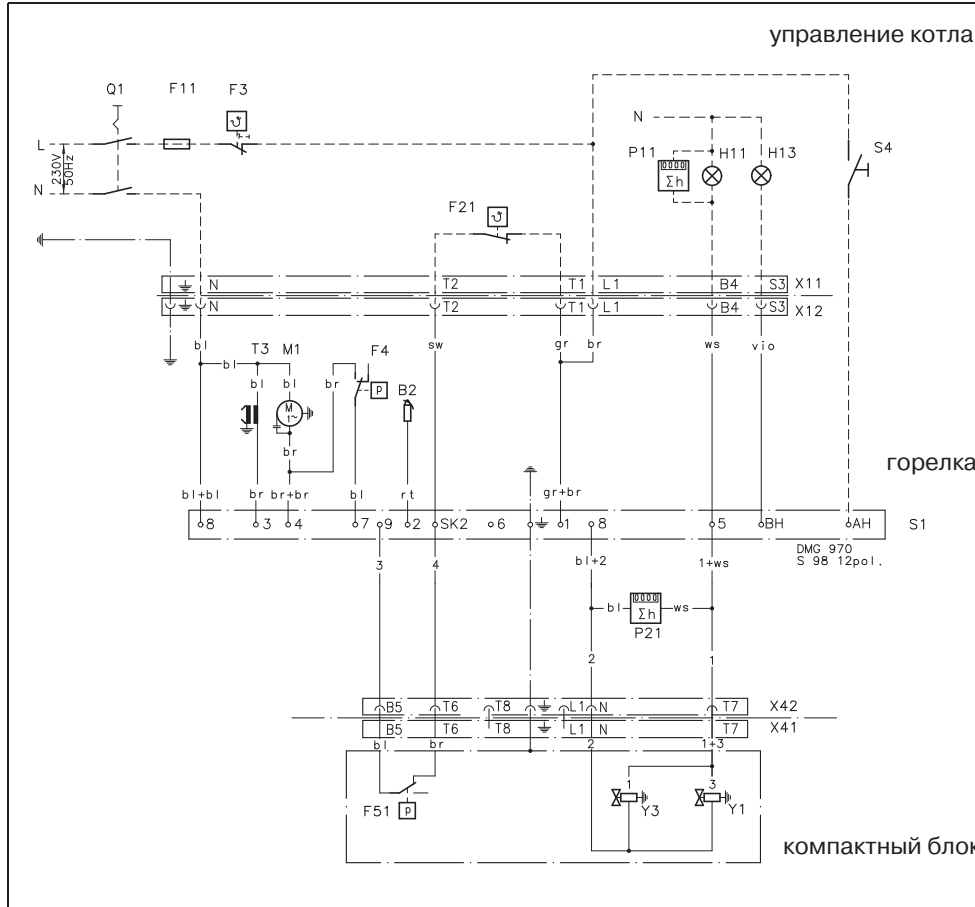 управление котла
Q1 F11 F3
L
230V
50Hz
N
N
P11 H11 H13 S4
Σh
F21
N T2 T1 L1 B4 S3 X11
N T2 T1 L1 B4 S3 X12
bl sw gr br ws vio
T3 M1 F4
bl bl bl br br P B2
M
1~
br
горелка
bl+bl br br+br bl rt gr+br
8 3 4 7 9 2 SK2 6 1 8 5 BH AH S1
DMG 970
S 98 12pol.
3 4 bl+2 1+ws
bl 0000 ws
Σh
P21
2 1
B5 T6 T8 L1 N T7 X42
B5 T6 T8 L1 N T7 X41
bl br 2 1+3
1 3
F51 P Y3 Y1
компактный блок